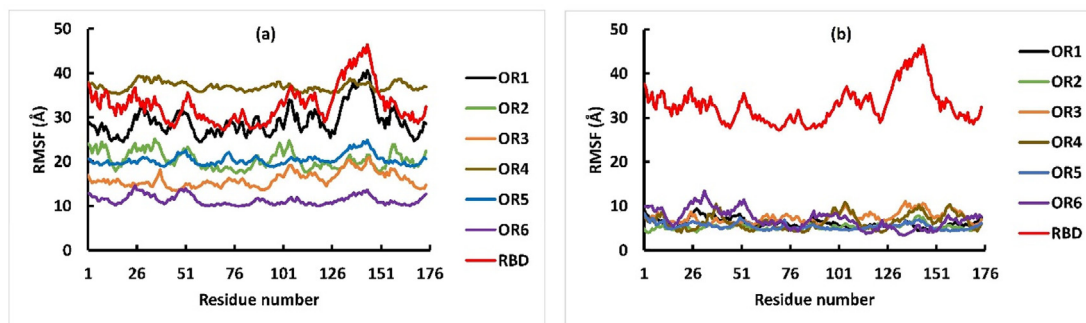 (a)
RMSF (Å)
50
40
30
20
10
0
1 26 51 76 101 126 151 176
Residue number
OR1
OR2
OR3
OR4
OR5
OR6
RBD
(b)
RMSF (Å)
50
40
30
20
10
0
1 26 51 76 101 126 151 176
Residue number
OR1
OR2
OR3
OR4
OR5
OR6
RBD